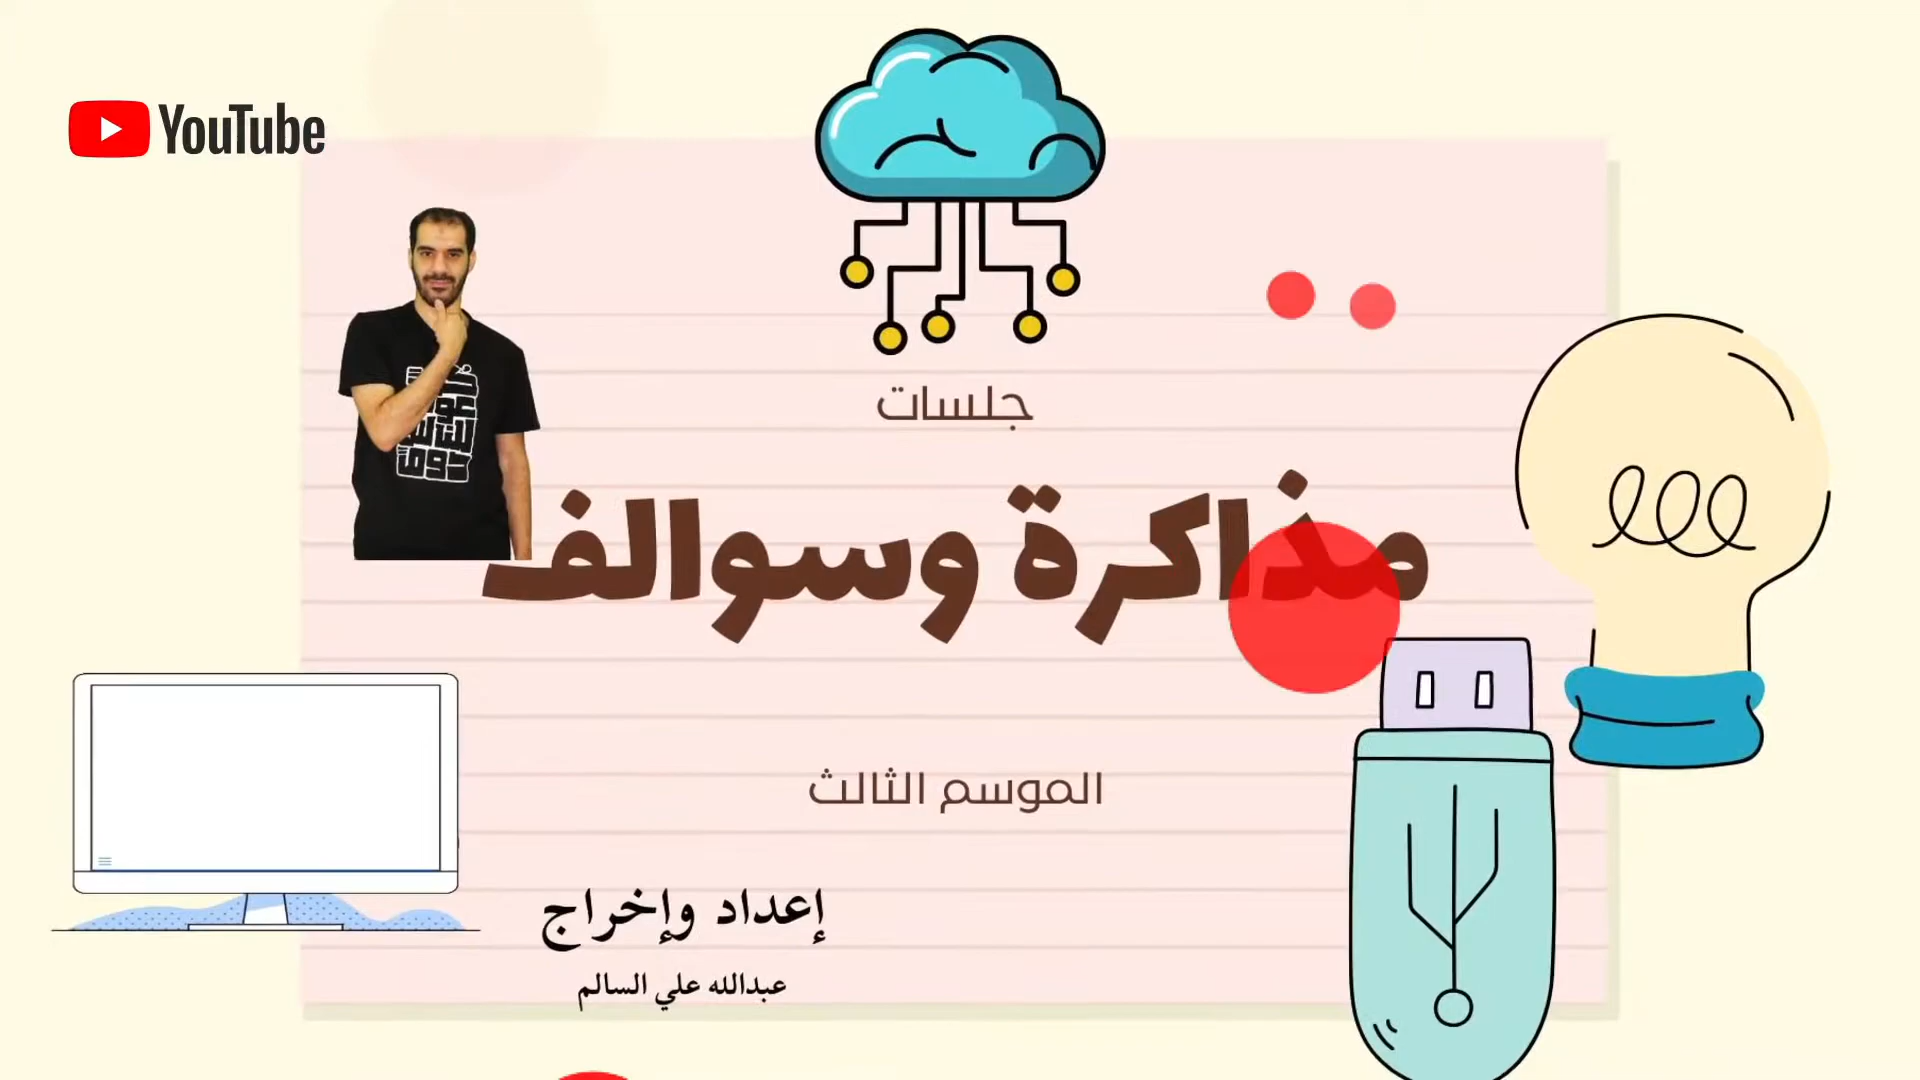 YouTube
جلسات
مذاكرة وسوالف
الموسم الثالث
إعداد وإخراج
عبدالله علي السالم